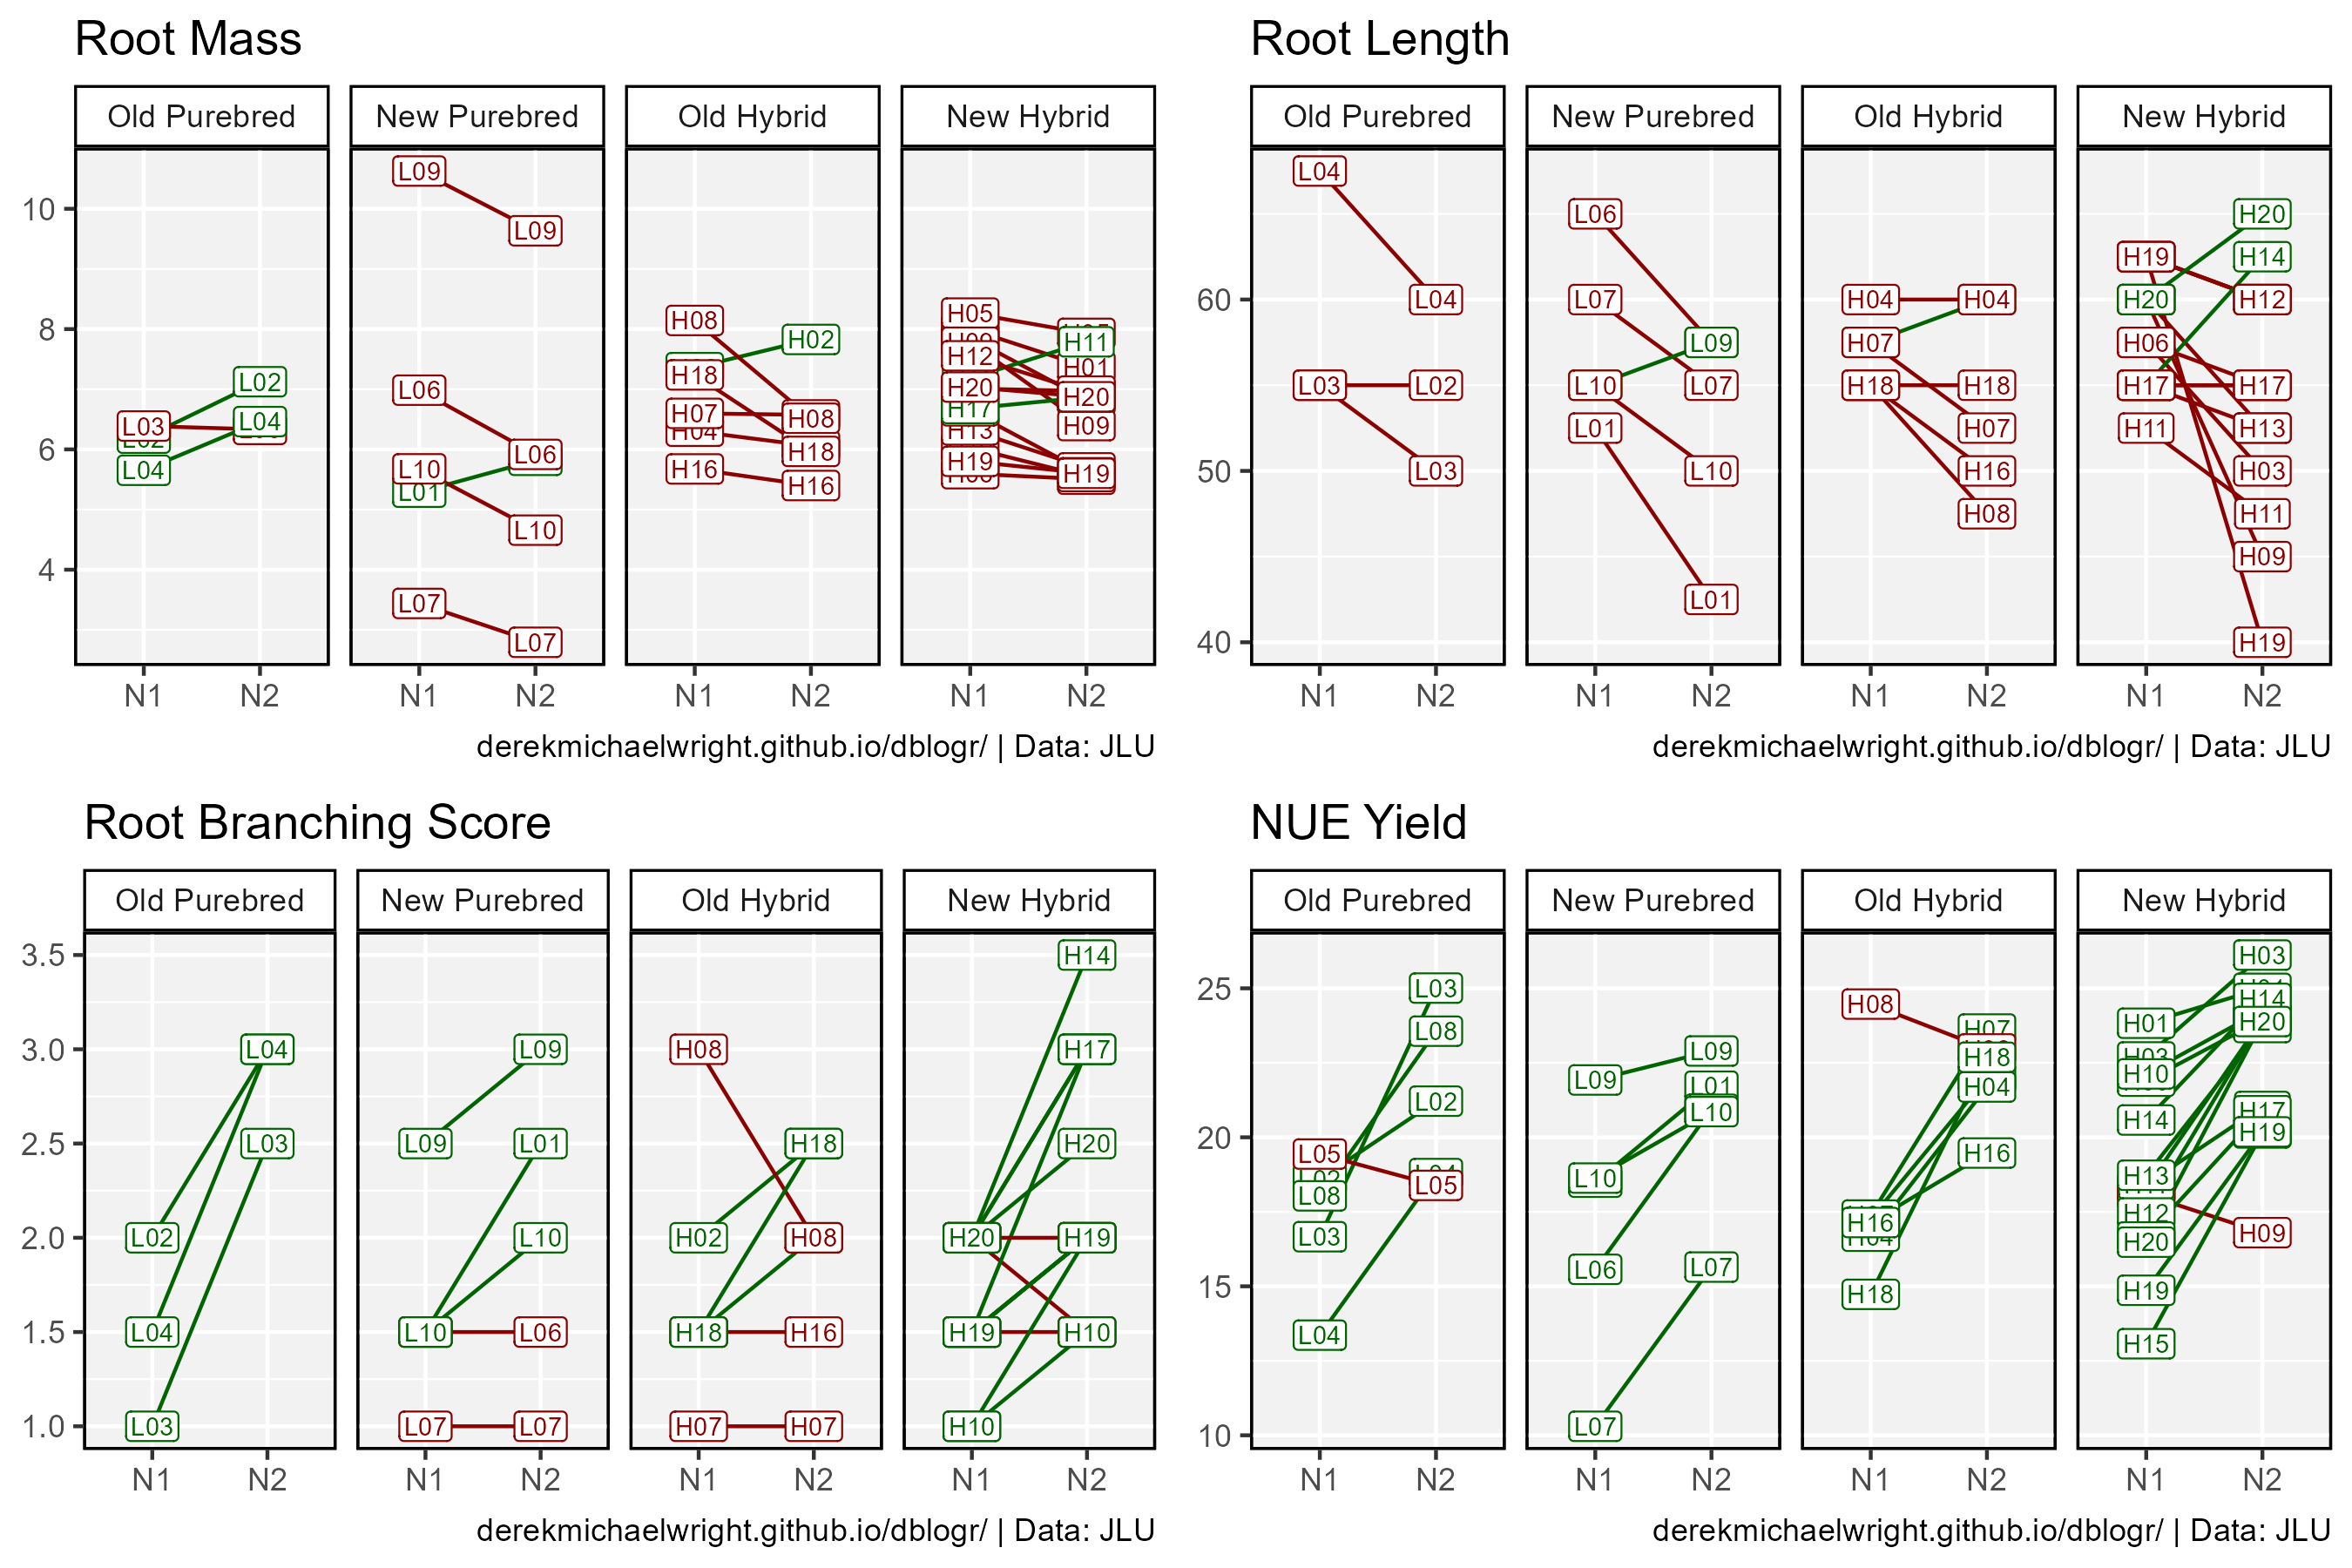 Root Mass
Old Purebred New Purebred Old Hybrid New Hybrid
10
8
6
4
L03
L04
L02
L04
L09
L09
L06
L10
L01
L07
L06
L10
L07
H08
H18
H07
H04
H16
H02
H08
H18
H16
H05
H12
H20
H17
H13
H19
H11
H01
H20
H09
H19
N1 N2 N1 N2 N1 N2 N1 N2
derekmichaelwright.github.io/dblogr/ | Data: JLU
Root Length
Old Purebred New Purebred Old Hybrid New Hybrid
60
50
40
L04
L03
L04
L02
L03
L06
L07
L10
L01
L09
L07
L10
L01
H04
H07
H18
H04
H18
H07
H16
H08
H19
H20
H06
H17
H11
H20
H14
H12
H17
H13
H03
H11
H09
H19
N1 N2 N1 N2 N1 N2 N1 N2
derekmichaelwright.github.io/dblogr/ | Data: JLU
Root Branching Score
Old Purebred New Purebred Old Hybrid New Hybrid
3.5
3.0
2.5
2.0
1.5
1.0
L02
L04
L03
L04
L03
L09
L10
L07
L09
L01
L10
L06
L07
H08
H02
H18
H07
H18
H08
H16
H07
H20
H19
H10
H14
H17
H20
H19
H10
N1 N2 N1 N2 N1 N2 N1 N2
derekmichaelwright.github.io/dblogr/ | Data: JLU
NUE Yield
Old Purebred New Purebred Old Hybrid New Hybrid
25
20
15
10
L05
L08
L03
L04
L03
L08
L02
L05
L09
L10
L06
L07
L09
L01
L10
L07
H08
H16
H04
H18
H07
H18
H04
H16
H01
H03
H10
H14
H13
H12
H20
H19
H15
H03
H14
H20
H17
H19
H09
N1 N2 N1 N2 N1 N2 N1 N2
derekmichaelwright.github.io/dblogr/ | Data: JLU